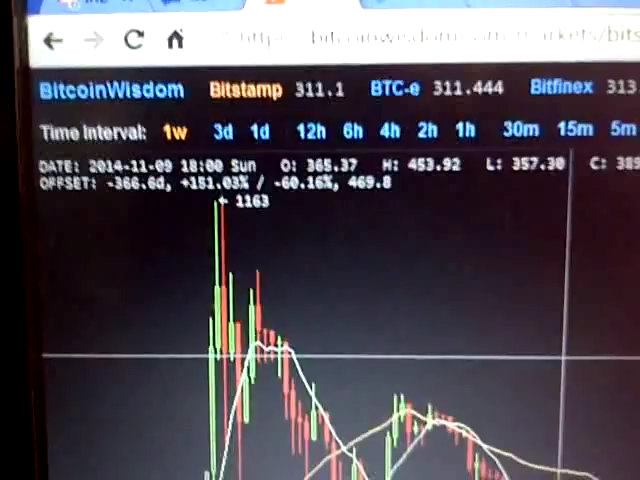 BitcoinWisdom Bitstamp 311.1 BTC-e 311.444 Bitfinex 313.
Time Interval: 1w 3d 1d 12h 6h 4h 2h 1h 30m 15m 5m
DATE: 2014-11-09 18:00 Sun O: 365.37 H: 453.92 L: 357.30 C: 
OFFSET: -366.6d, +151.03% / -60.16%, 469.8
← 1163